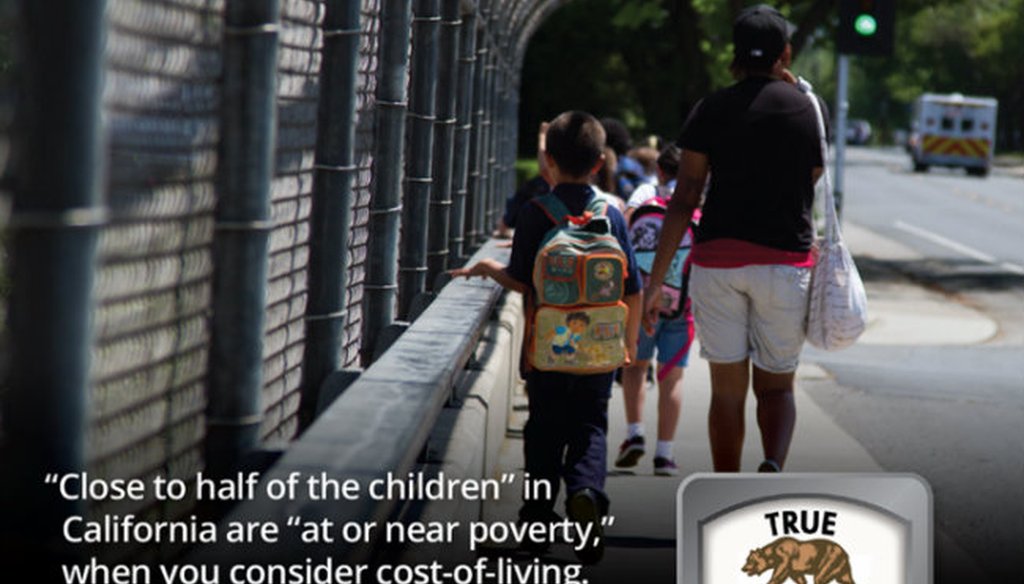 “Close to half of the children” in
California are “at or near poverty,”
when you consider cost-of-living.
TRUE